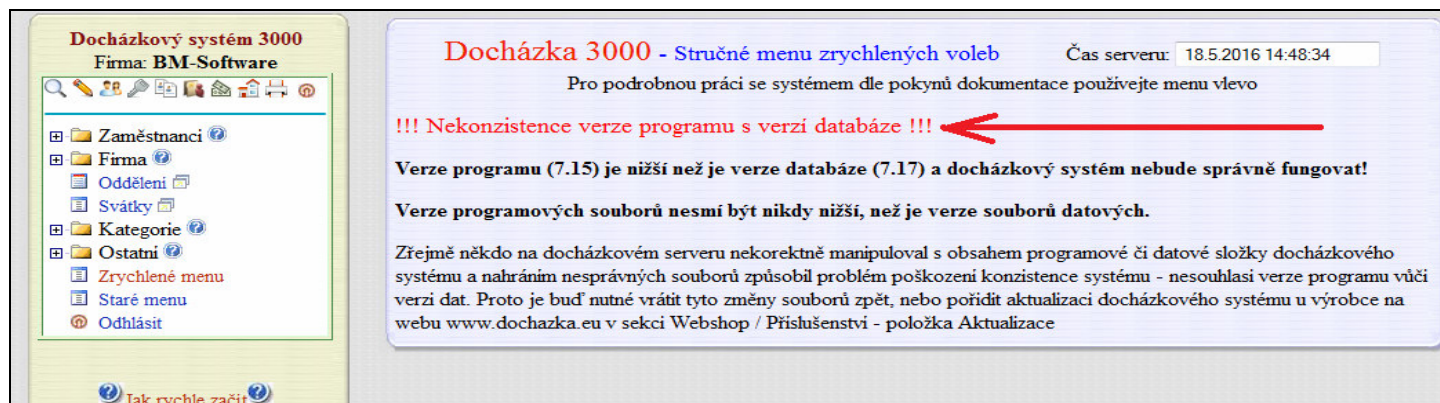 Docházkový systém 3000
Firma: BM-Software
Zaměstnanci
Firma
Oddělení
Svátky
Kategorie
Ostatní
Zrychlené menu
Staré menu
Odhlásit
Jak rychle začít
Docházka 3000 - Stručné menu zrychlených voleb
Čas serveru: 18.5.2016 14:48:34
Pro podrobnou práci se systémem dle pokynů dokumentace používejte menu vlevo
!!! Nekonzistence verze programu s verzí databáze !!!
Verze programu (7.15) je nižší než je verze databáze (7.17) a docházkový systém nebude správně fungovat!
Verze programových souborů nesmí být nikdy nižší, než je verze souborů datových.
Zřejmě někdo na docházkovém serveru nekorektně manipuloval s obsahem programové či datové složky docházkového
systému a nahráním nesprávných souborů způsobil problém poškození konzistence systému - nesouhlasí verze programu vůči
verzi dat. Proto je buď nutné vrátit tyto změny souborů zpět, nebo pořídit aktualizaci docházkového systému u výrobce na
webu www.dochazka.eu v sekci Webshop / Příslušenství - položka Aktualizace